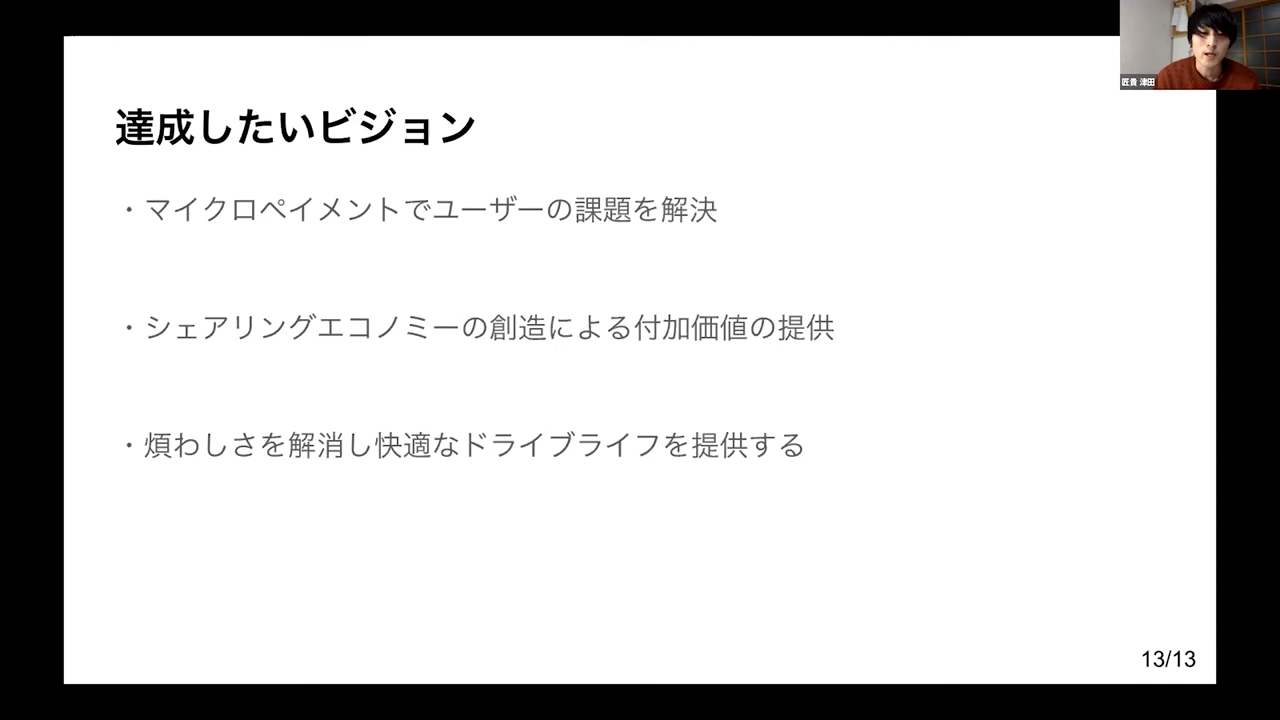 匠貴 津田
達成したいビジョン
・マイクロペイメントでユーザーの課題を解決
・シェアリングエコノミーの創造による付加価値の提供
・煩わしさを解消し快適なドライブライフを提供する
13/13